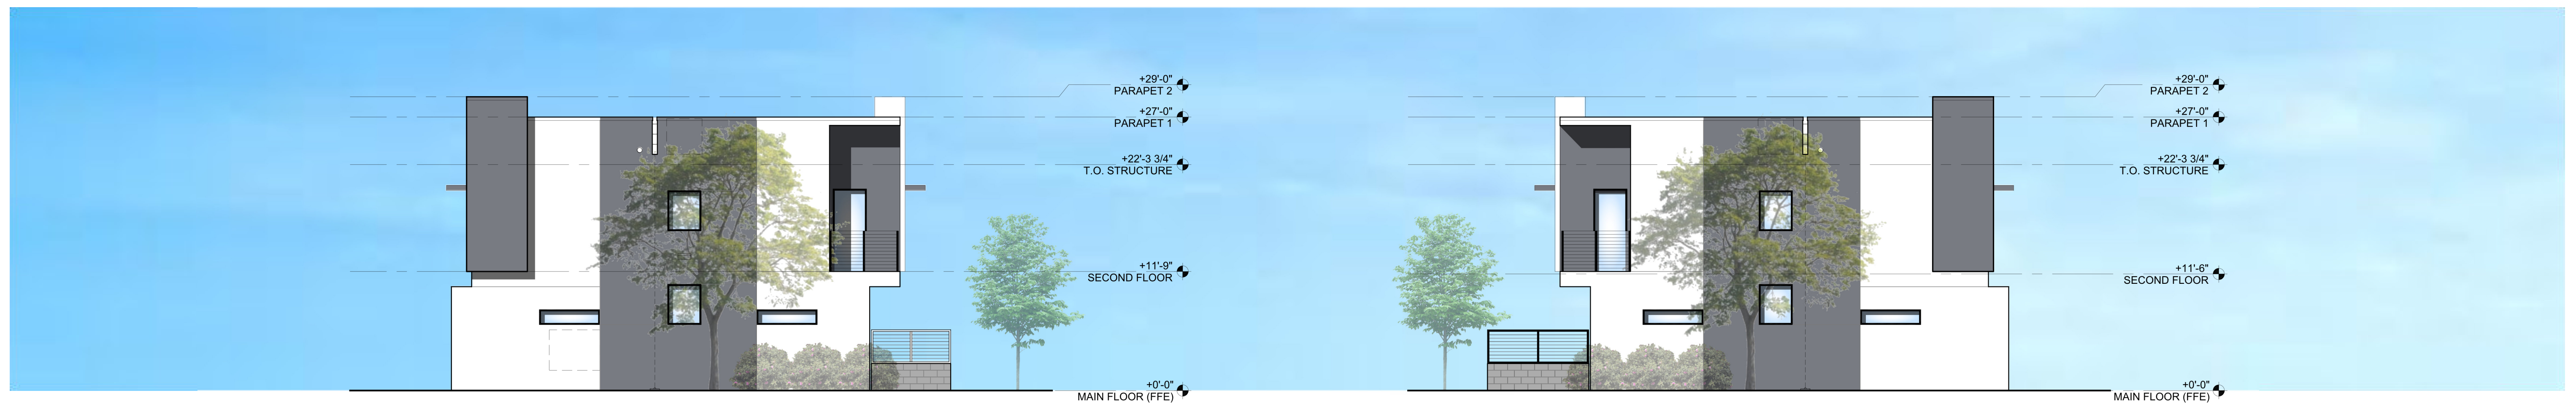 +29'-0"
PARAPET 2
+27'-0"
PARAPET 1
+22'-3 3/4"
T.O. STRUCTURE
+11'-9"
SECOND FLOOR
+0'-0"
MAIN FLOOR (FFE)
+29'-0"
PARAPET 2
+27'-0"
PARAPET 1
+22'-3 3/4"
T.O. STRUCTURE
+11'-6"
SECOND FLOOR
+0'-0"
MAIN FLOOR (FFE)